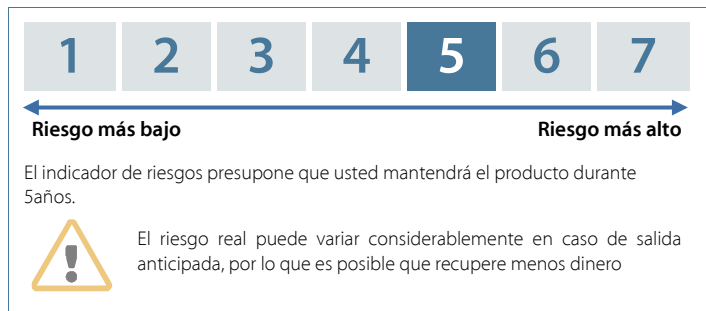 1 2 3 4 5 6 7
Riesgo más bajo Riesgo más alto
El indicador de riesgos presupone que usted mantendrá el producto durante
5años.
El riesgo real puede variar considerablemente en caso de salida
anticipada, por lo que es posible que recupere menos dinero